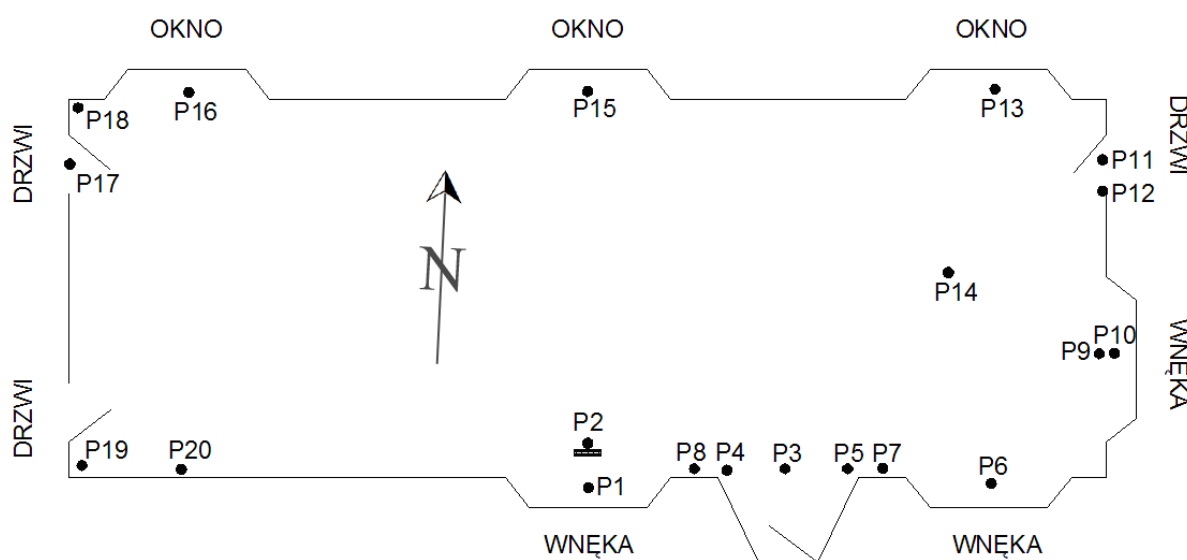 OKNO OKNO OKNO
P16 P15 P13
P18
DRZWI DRZWI
P11
P17
P12
N
P14
P9 P10
WNĘKA
DRZWI
P2
P19 P20 P8 P4 P3 P5 P7 P6
P1
WNĘKA WNĘKA